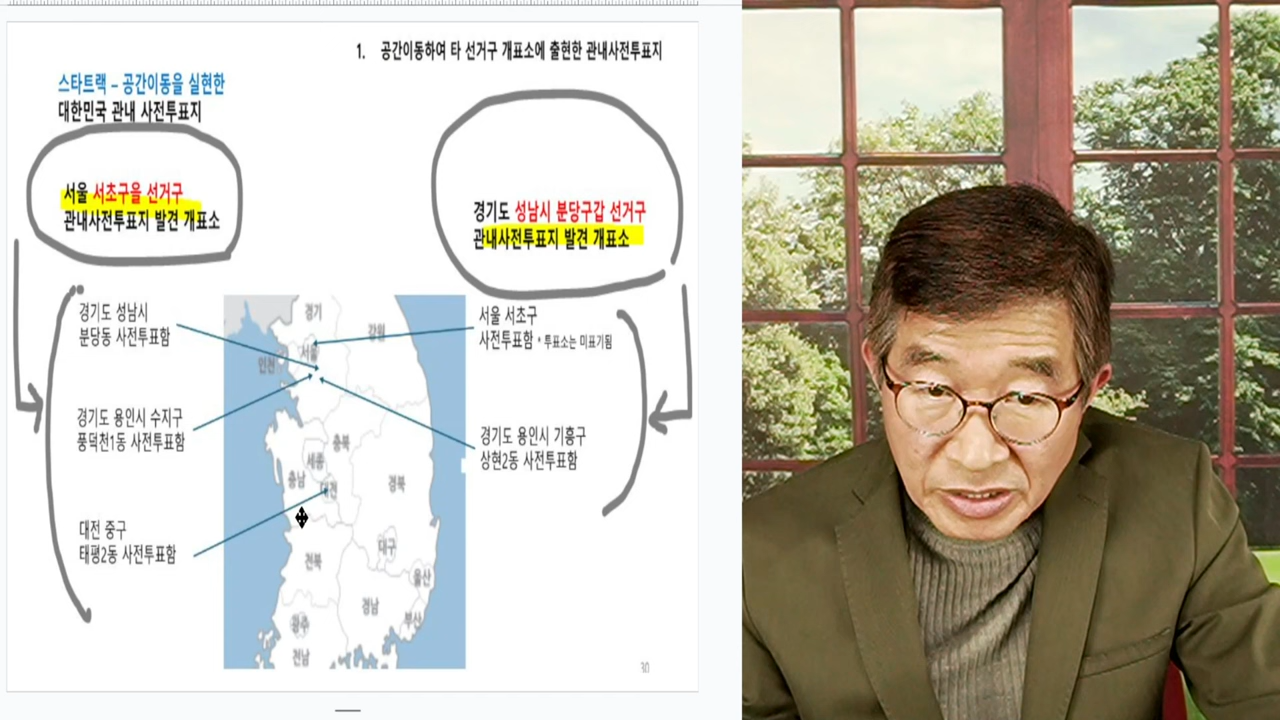 1. 공간이동하여 타 선거구 개표소에 출현한 관내사전투표지
스타트랙 – 공간이동을 실현한
대한민국 관내 사전투표지
서울 서초구을 선거구
관내사전투표지 발견 개표소
경기도 성남시 분당구갑 선거구
관내사전투표지 발견 개표소
경기도 성남시
분당동 사전투표함
경기도 용인시 수지구
풍덕천1동 사전투표함
대전 중구
태평2동 사전투표함
서울 서초구
사전투표함 * 투표소는 미표기됨
경기도 용인시 기흥구
상현2동 사전투표함
경기
강원
서울
인천
충북
세종
충남
대전
경북
전북
대구
울산
경남
부산
광주
전남
30